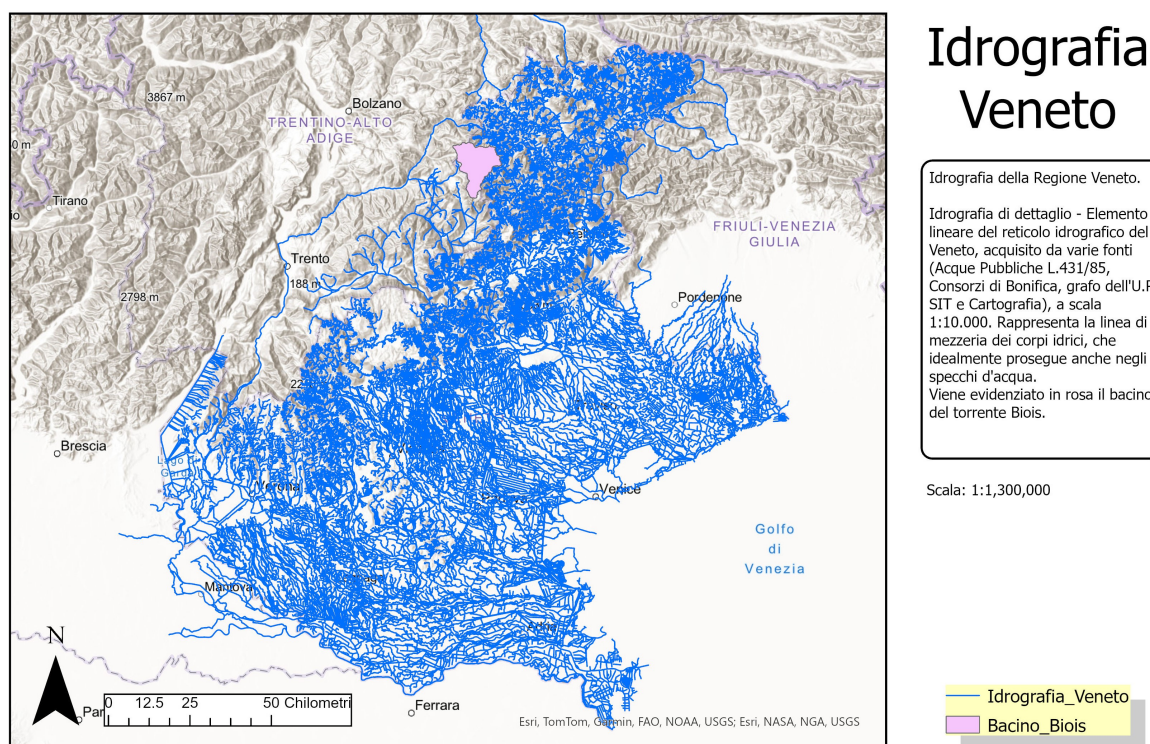 Idrografia
Veneto
Idrografia della Regione Veneto.
Idrografia di dettaglio - Elemento
lineare del reticolo idrografico del
Veneto, acquisito da varie fonti
(Acque Pubbliche L.431/85,
Consorzi di Bonifica, grafo dell'U.P
SIT e Cartografia), a scala
1:10.000. Rappresenta la linea di
mezzeria dei corpi idrici, che
idealmente prosegue anche negli
specchi d'acqua.
Viene evidenziato in rosa il bacino
del torrente Biois.
Scala: 1:1,300,000
Idrografia_Veneto
Bacino_Biois
3867 m
Bolzano
TRENTINO-ALTO
ADIGE
0 m
Tirano
io
FRIULI-VENEZIA
GIULIA
Trento
188 m
2798 m
Pordenone
Brescia
Verona
Venice
Golfo
di
Venezia
Mantova
Adria
N
0 12.5 25 50 Chilometri
Par
Ferrara
Esri, TomTom, Garmin, FAO, NOAA, USGS; Esri, NASA, NGA, USGS